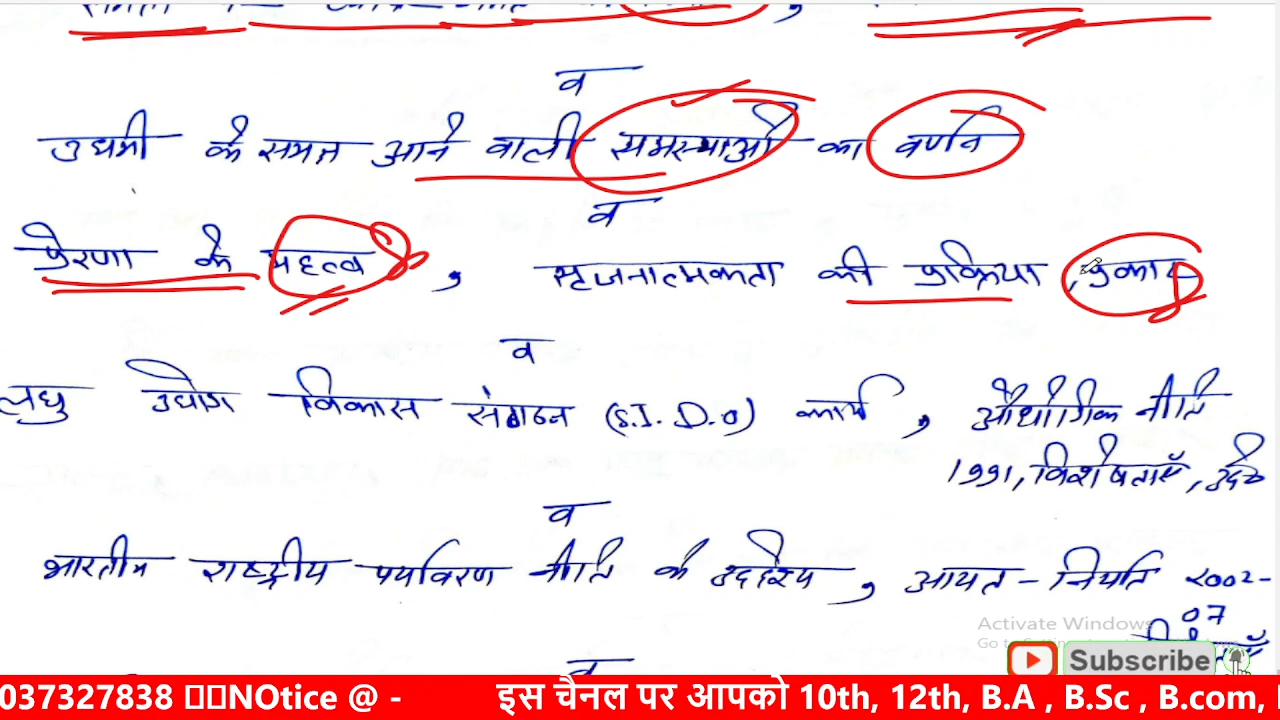 व
उद्यमी के समक्ष आने वाली समस्याओं का वर्णन
व
प्रेरणा के महत्व , सृजनात्मकता की प्रक्रिया , प्रकार
व
लघु उद्योग विकास संगठन (S.I.D.O) कार्य , औद्योगिक नीति
1991, विशेषताएँ, उद्दे
व
भारतीय राष्ट्रीय पर्यावरण नीति के उद्देश्य , आयत - निर्यात 2002-
07
Activate Windows
व
Subscribe
037327838 NOtice @ - इस चैनल पर आपको 10th, 12th, B.A , B.Sc , B.com,